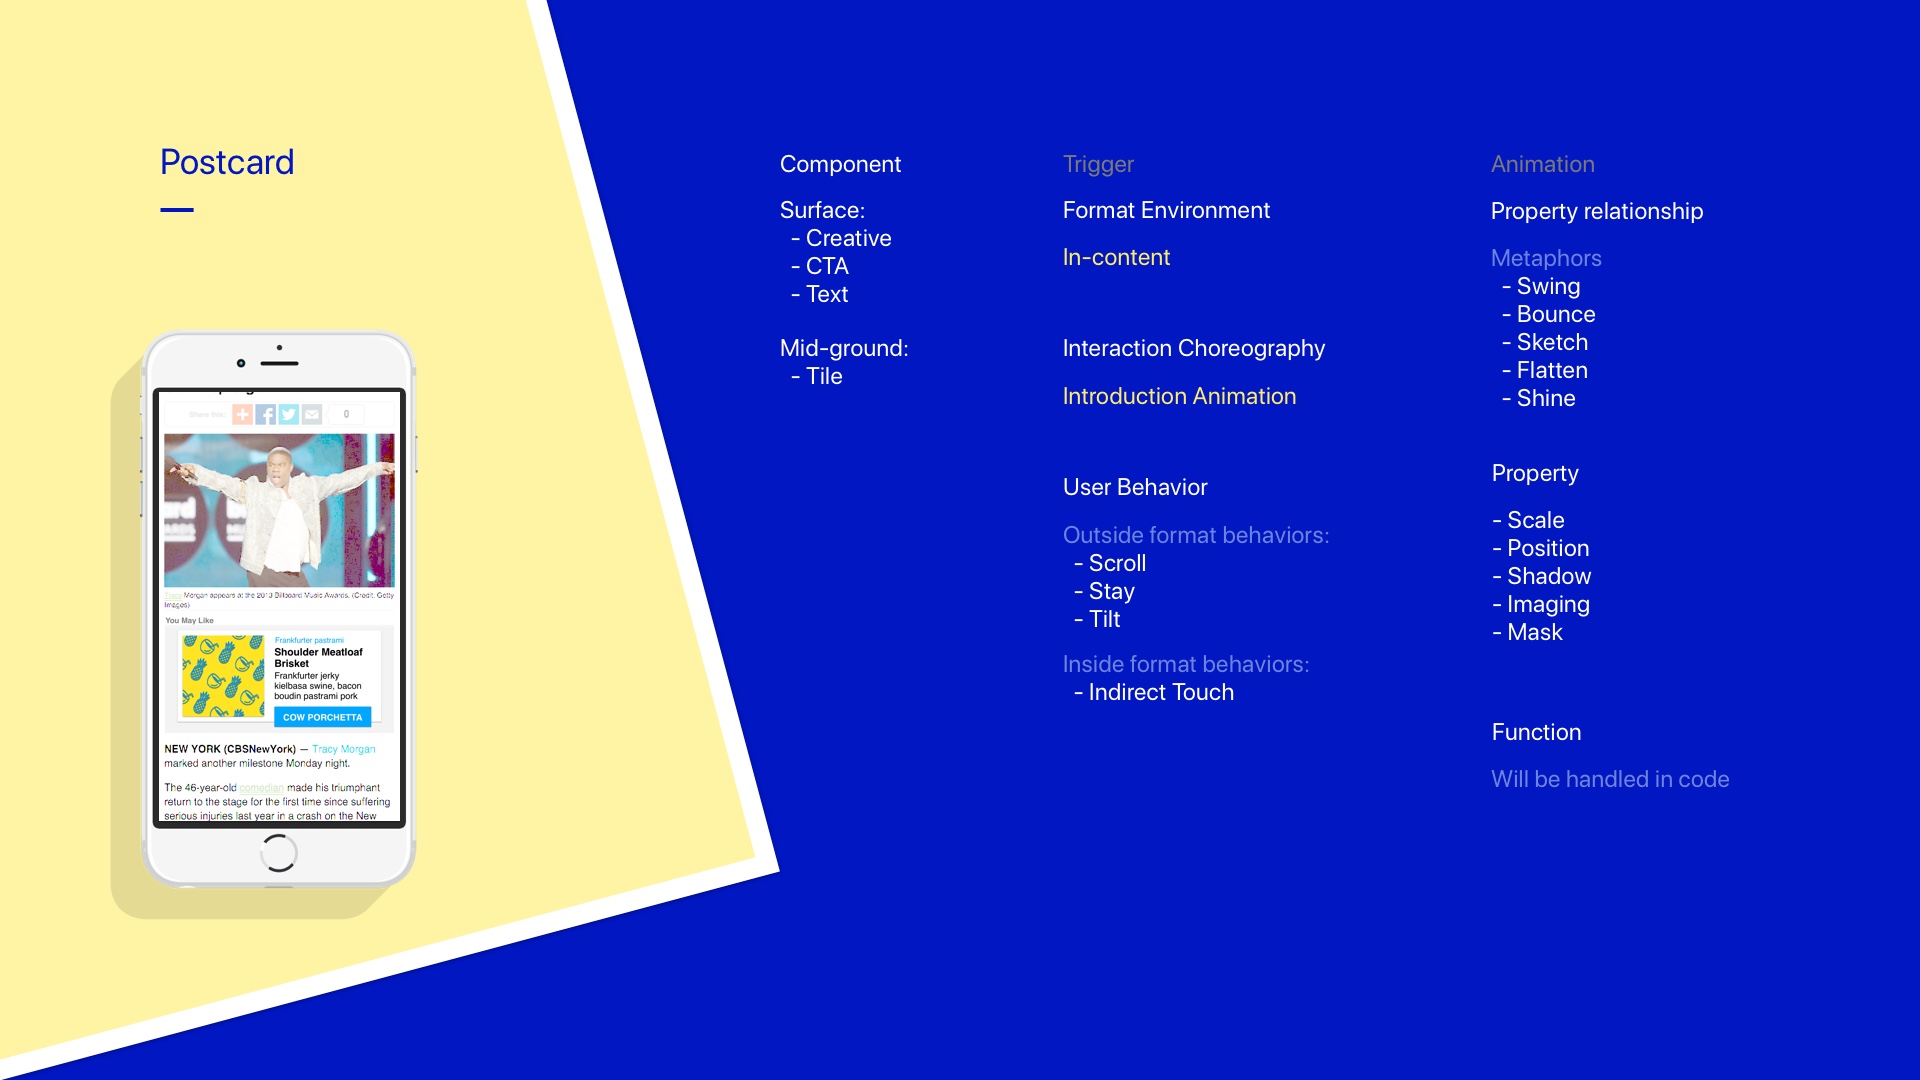 Postcard
Share this:
0
Tracy Morgan appears at the 2013 Billboard Music Awards. (Credit: Getty
Images)
You May Like
Frankfurter pastrami
Shoulder Meatloaf
Brisket
Frankfurter jerky
kielbasa swine, bacon
boudin pastrami pork
COW PORCHETTA
NEW YORK (CBSNewYork) — Tracy Morgan
marked another milestone Monday night.
The 46-year-old comedian made his triumphant
return to the stage for the first time since suffering
serious injuries last year in a crash on the New
Component
Surface:
- Creative
- CTA
- Text
Mid-ground:
- Tile
Trigger
Format Environment
In-content
Interaction Choreography
Introduction Animation
User Behavior
Outside format behaviors:
- Scroll
- Stay
- Tilt
Inside format behaviors:
- Indirect Touch
Animation
Property relationship
Metaphors
- Swing
- Bounce
- Sketch
- Flatten
- Shine
Property
- Scale
- Position
- Shadow
- Imaging
- Mask
Function
Will be handled in code